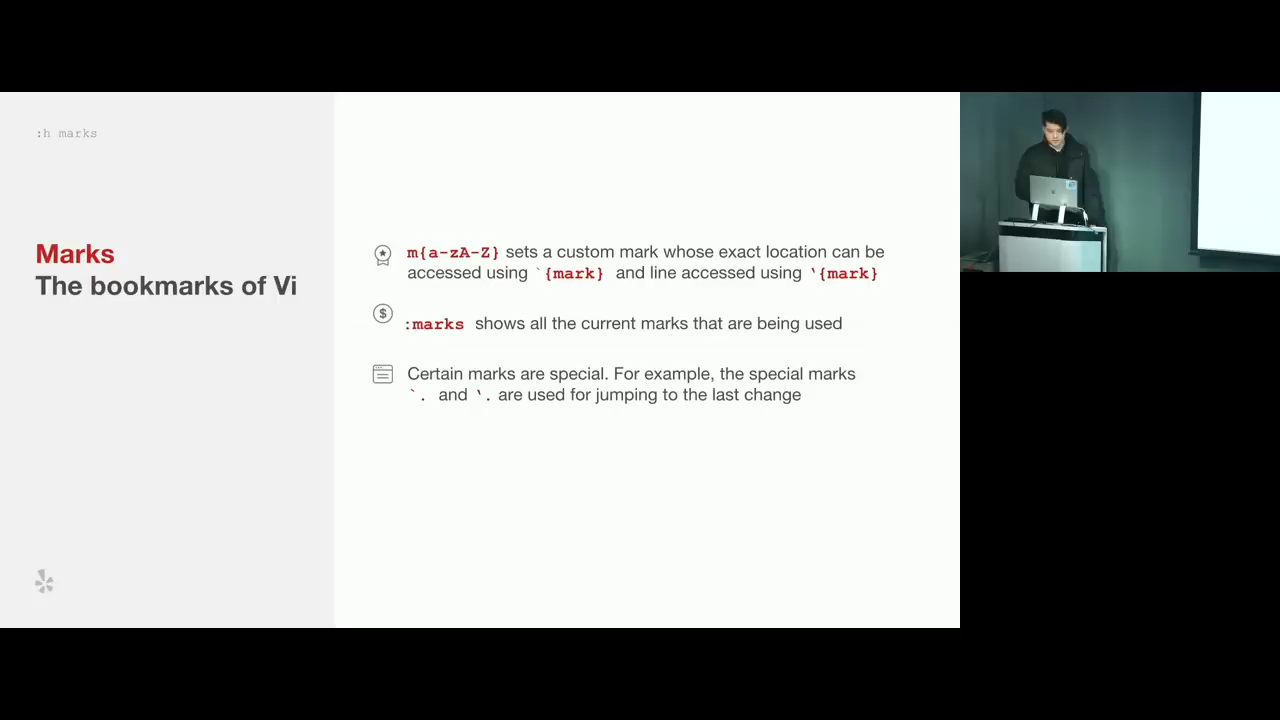 :h marks
Marks
The bookmarks of Vi
m{a-zA-Z} sets a custom mark whose exact location can be
accessed using `{mark} and line accessed using '{mark}
:marks shows all the current marks that are being used
Certain marks are special. For example, the special marks
`. and '. are used for jumping to the last change